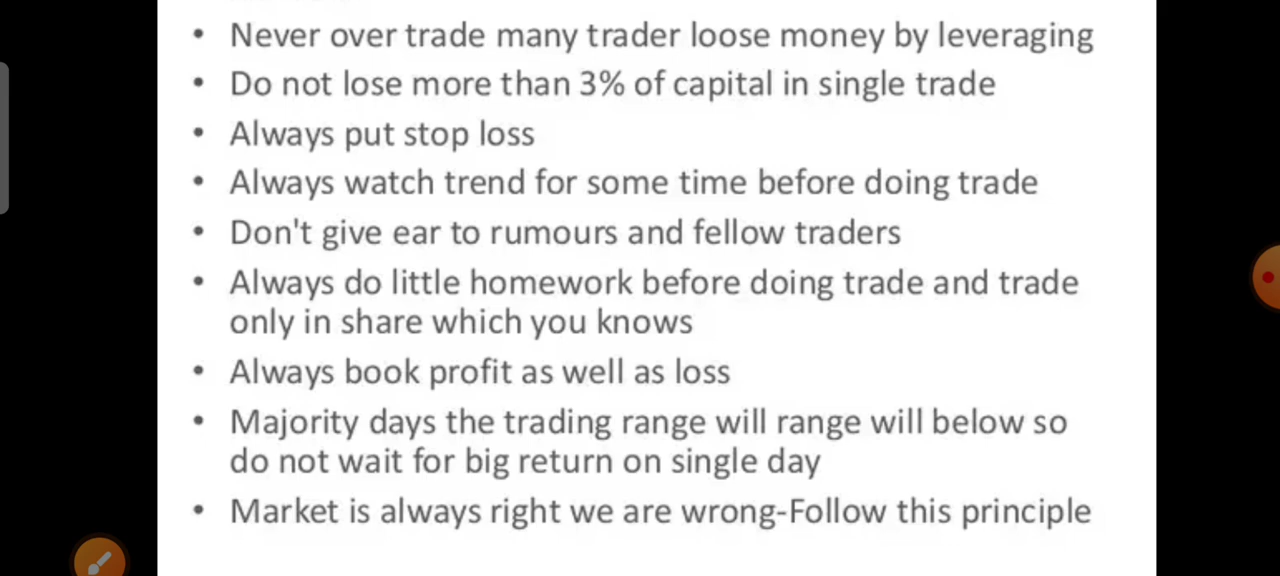 • Never over trade many trader loose money by leveraging
• Do not lose more than 3% of capital in single trade
• Always put stop loss
• Always watch trend for some time before doing trade
• Don't give ear to rumours and fellow traders
• Always do little homework before doing trade and trade
only in share which you knows
• Always book profit as well as loss
• Majority days the trading range will range will below so
do not wait for big return on single day
• Market is always right we are wrong-Follow this principle